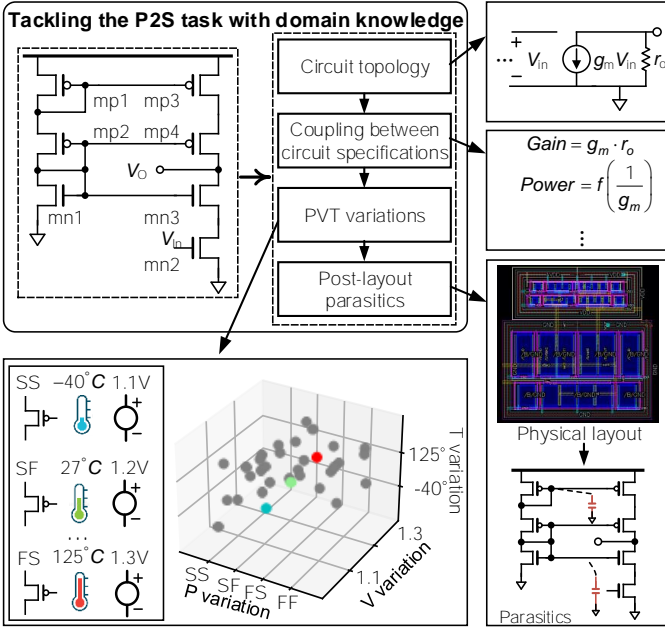 Tackling the P2S task with domain knowledge
mp1
mp3
mp2
mp4
V_O
mn1
mn3
V_in
mn2
Circuit topology
Coupling between
circuit specifications
PVT variations
Post-layout
parasitics
+
... V_in
−
g_m V_in
r_o
Gain = g_m · r_o
Power = f(1/g_m)
⋮
Physical layout
Parasitics
SS −40°C 1.1V
+
−
SF 27°C 1.2V
+
−
...
FS 125°C 1.3V
+
−
T variation
125°
-40°
1.3
1.1
V variation
SS
SF
FS
FF
P variation